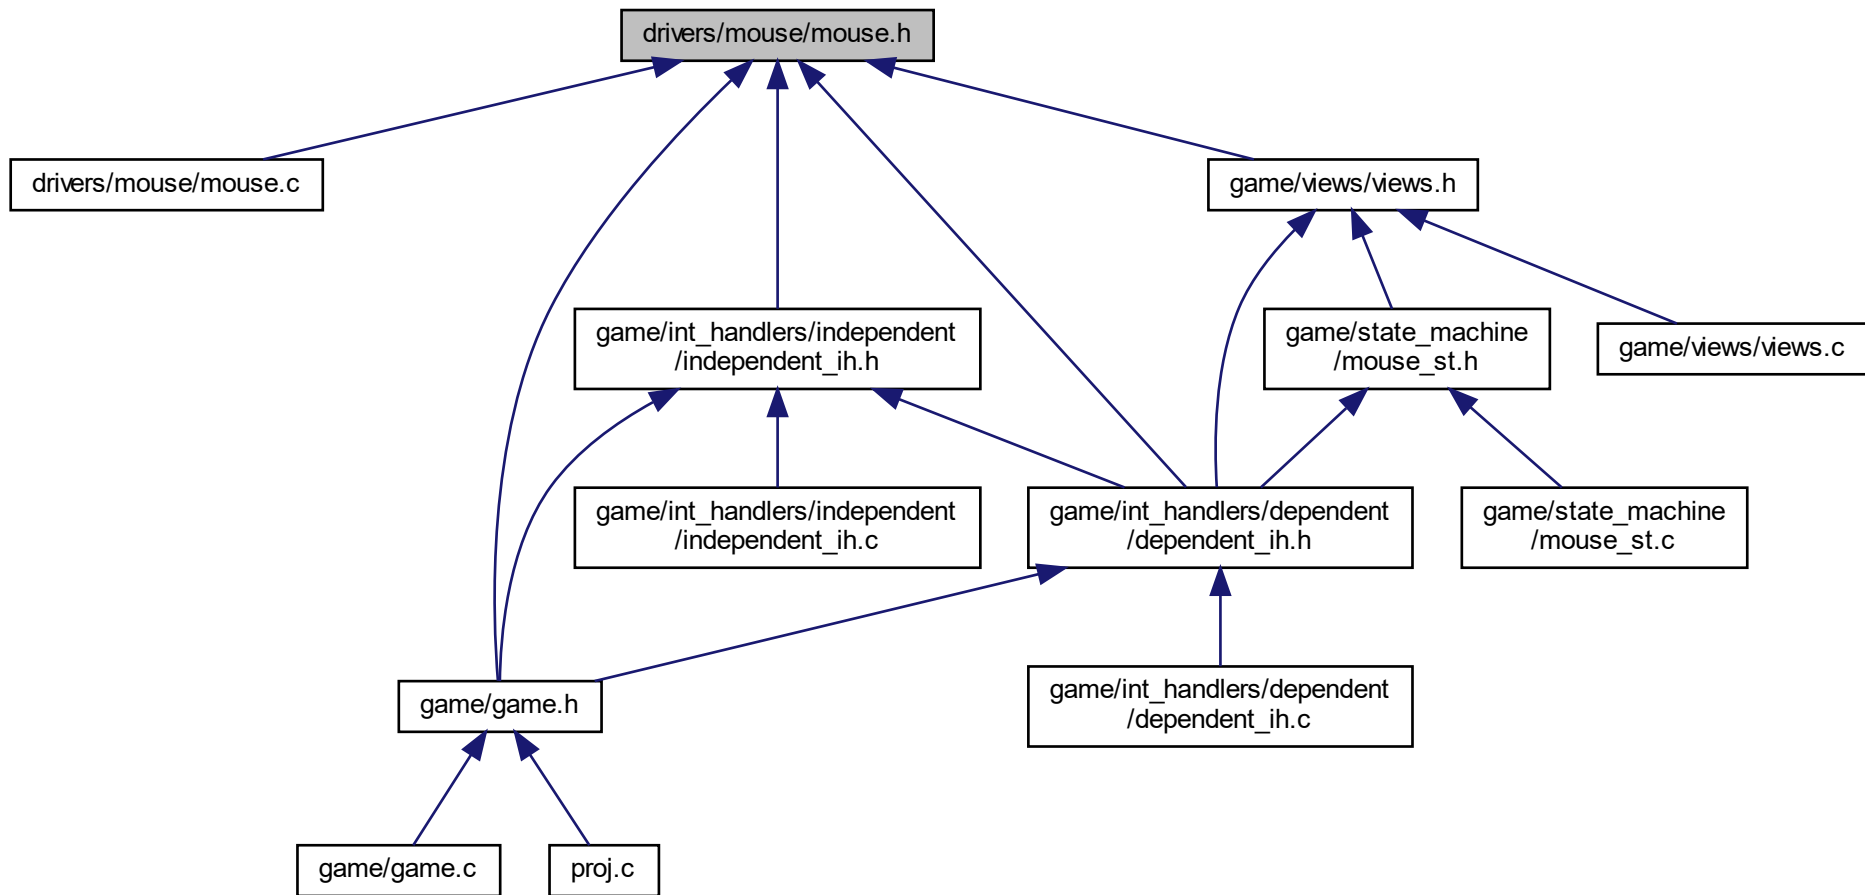 drivers/mouse/mouse.h
drivers/mouse/mouse.c
game/views/views.h
game/int_handlers/independent
/independent_ih.h
game/state_machine
/mouse_st.h
game/views/views.c
game/int_handlers/independent
/independent_ih.c
game/int_handlers/dependent
/dependent_ih.h
game/state_machine
/mouse_st.c
game/game.h
game/int_handlers/dependent
/dependent_ih.c
game/game.c
proj.c